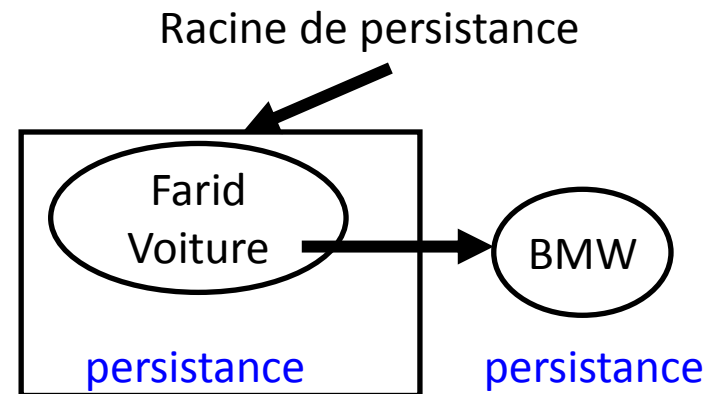 Racine de persistance
Farid
Voiture
BMW
persistance
persistance